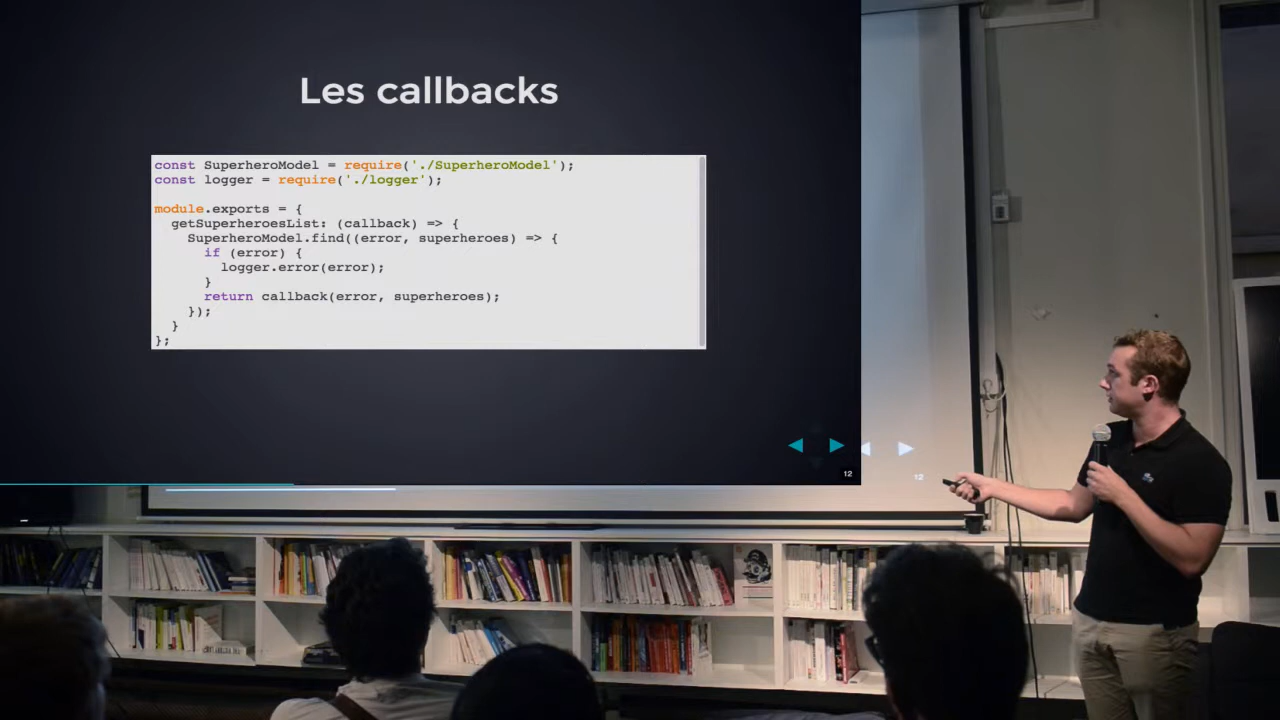 Les callbacks
const SuperheroModel = require('./SuperheroModel');
const logger = require('./logger');
module.exports = {
  getSuperheroesList: (callback) => {
    SuperheroModel.find((error, superheroes) => {
      if (error) {
        logger.error(error);
      }
      return callback(error, superheroes);
    });
  }
};
12
12